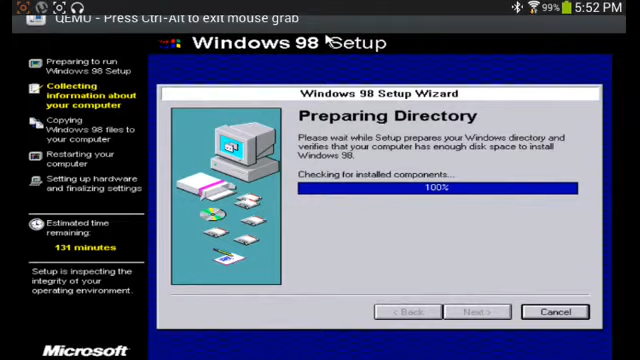 99% 5:52 PM
QEMU - Press Ctrl-Alt to exit mouse grab
Windows 98 Setup
Preparing to run
Windows 98 Setup
Collecting
information about
your computer
Copying
Windows 98 files to
your computer
Restarting your
computer
Setting up hardware
and finalizing settings
Estimated time
remaining:
131 minutes
Setup is inspecting the
integrity of your
operating environment.
Microsoft
Windows 98 Setup Wizard
Preparing Directory
Please wait while Setup prepares your Windows directory and
verifies that your computer has enough disk space to install
Windows 98.
Checking for installed components...
100%
< Back
Next >
Cancel